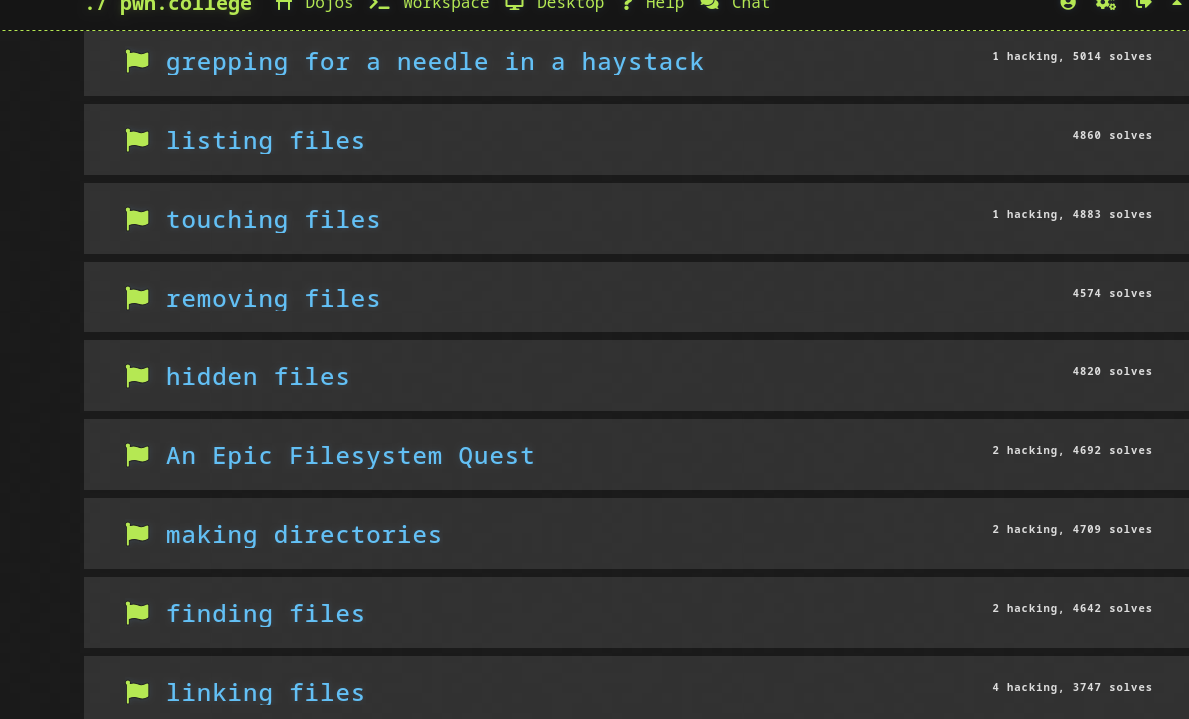 ./ pwn.college Dojos Workspace Desktop ? Help Chat
grepping for a needle in a haystack 1 hacking, 5014 solves
listing files 4860 solves
touching files 1 hacking, 4883 solves
removing files 4574 solves
hidden files 4820 solves
An Epic Filesystem Quest 2 hacking, 4692 solves
making directories 2 hacking, 4709 solves
finding files 2 hacking, 4642 solves
linking files 4 hacking, 3747 solves